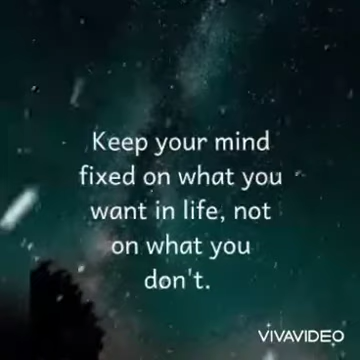 Keep your mind
fixed on what you
want in life, not
on what you
don't.
VIVAVIDEO